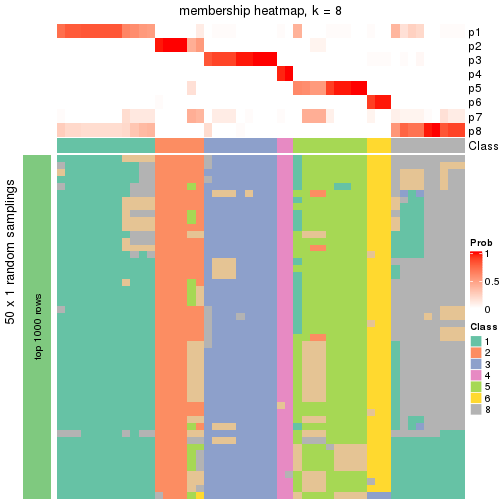 membership heatmap, k = 8
p1
p2
p3
p4
p5
p6
p7
p8
Class
50 x 1 random samplings
top 1000 rows
Prob
1
0.5
0
Class
1
2
3
4
5
6
8